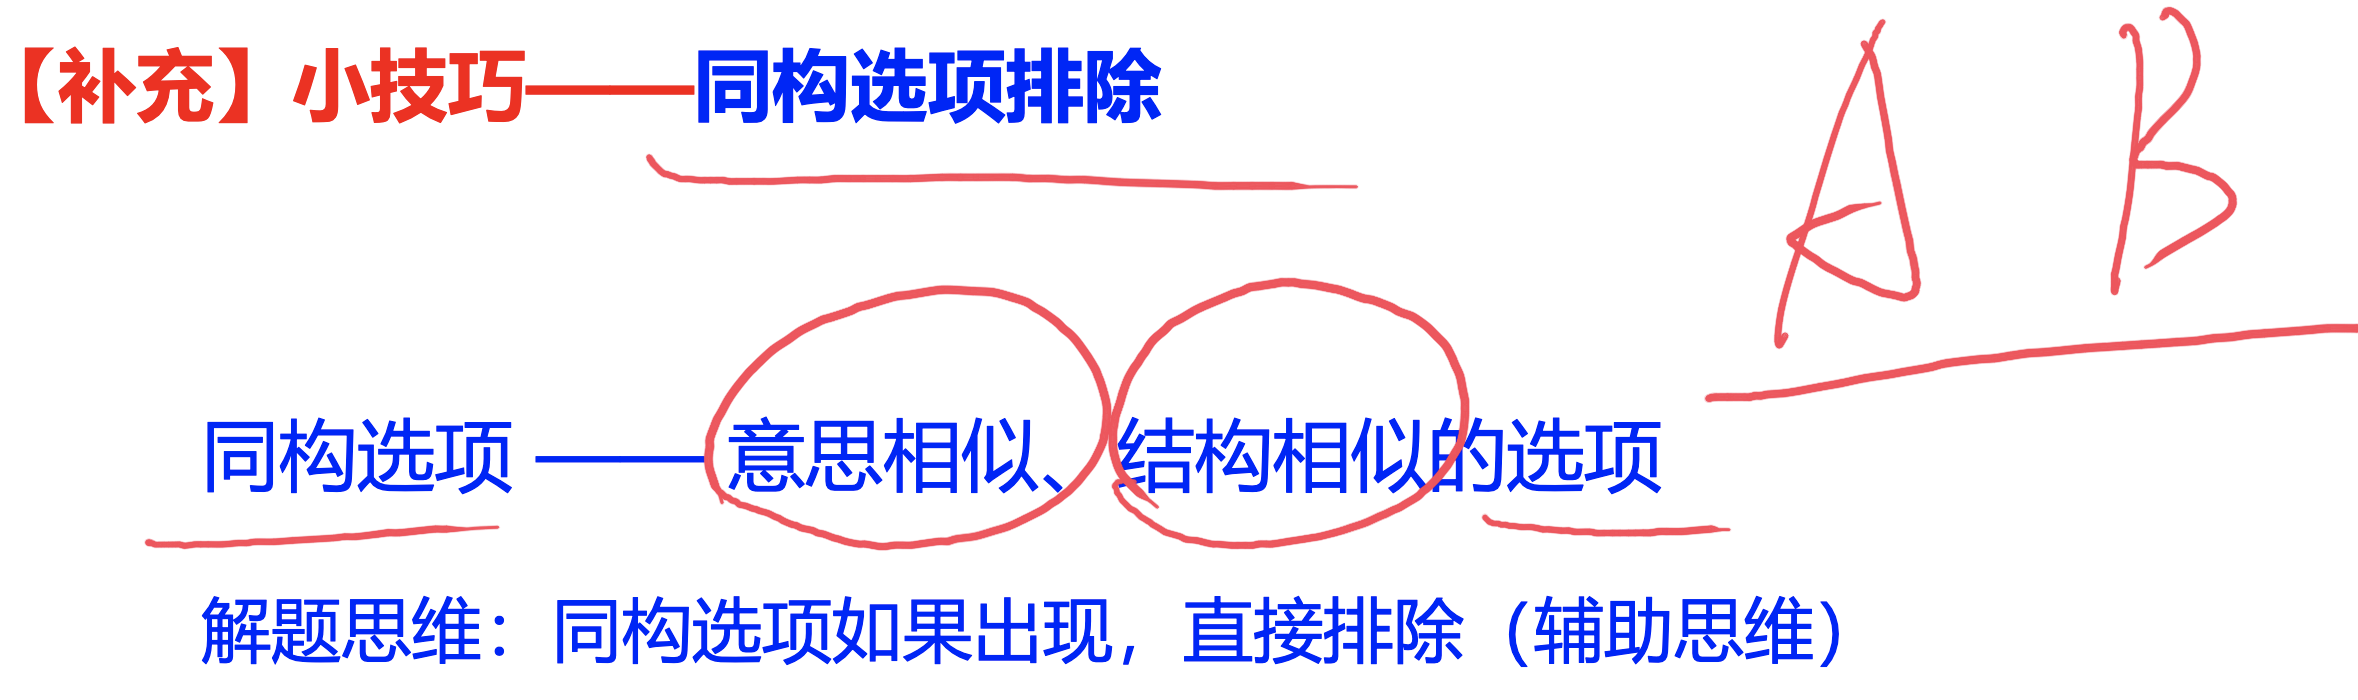 【补充】小技巧——同构选项排除
A B
同构选项 ——意思相似、结构相似的选项
解题思维：同构选项如果出现，直接排除（辅助思维）